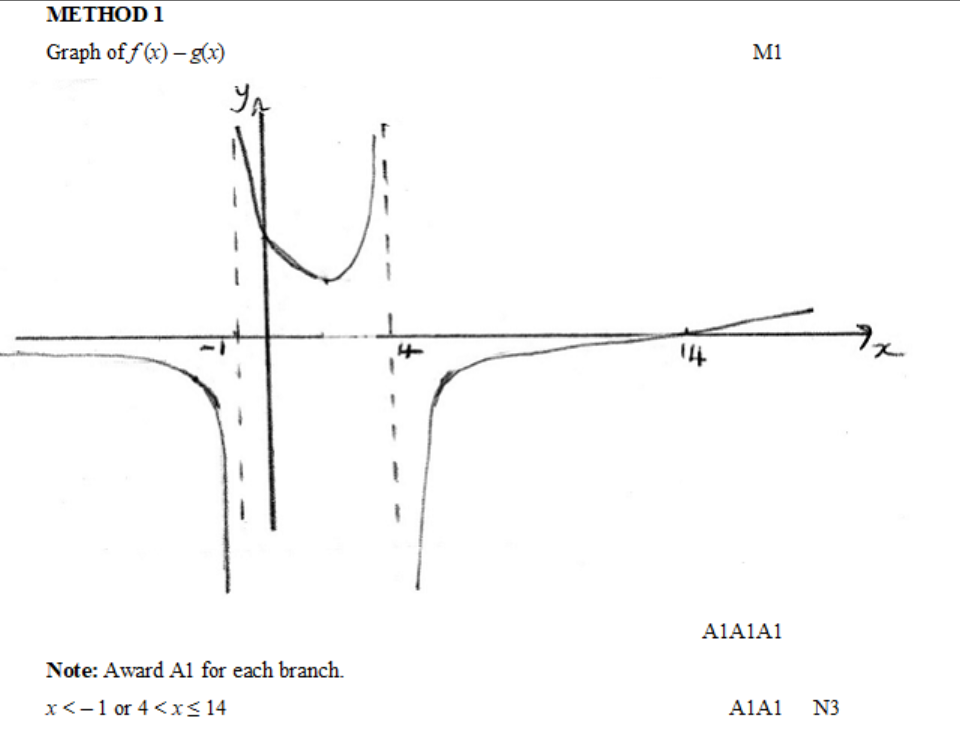 METHOD 1
Graph of f(x) – g(x) M1
y
-1 4 14 x
A1A1A1
Note: Award A1 for each branch.
x < – 1 or 4 < x ≤ 14 A1A1 N3